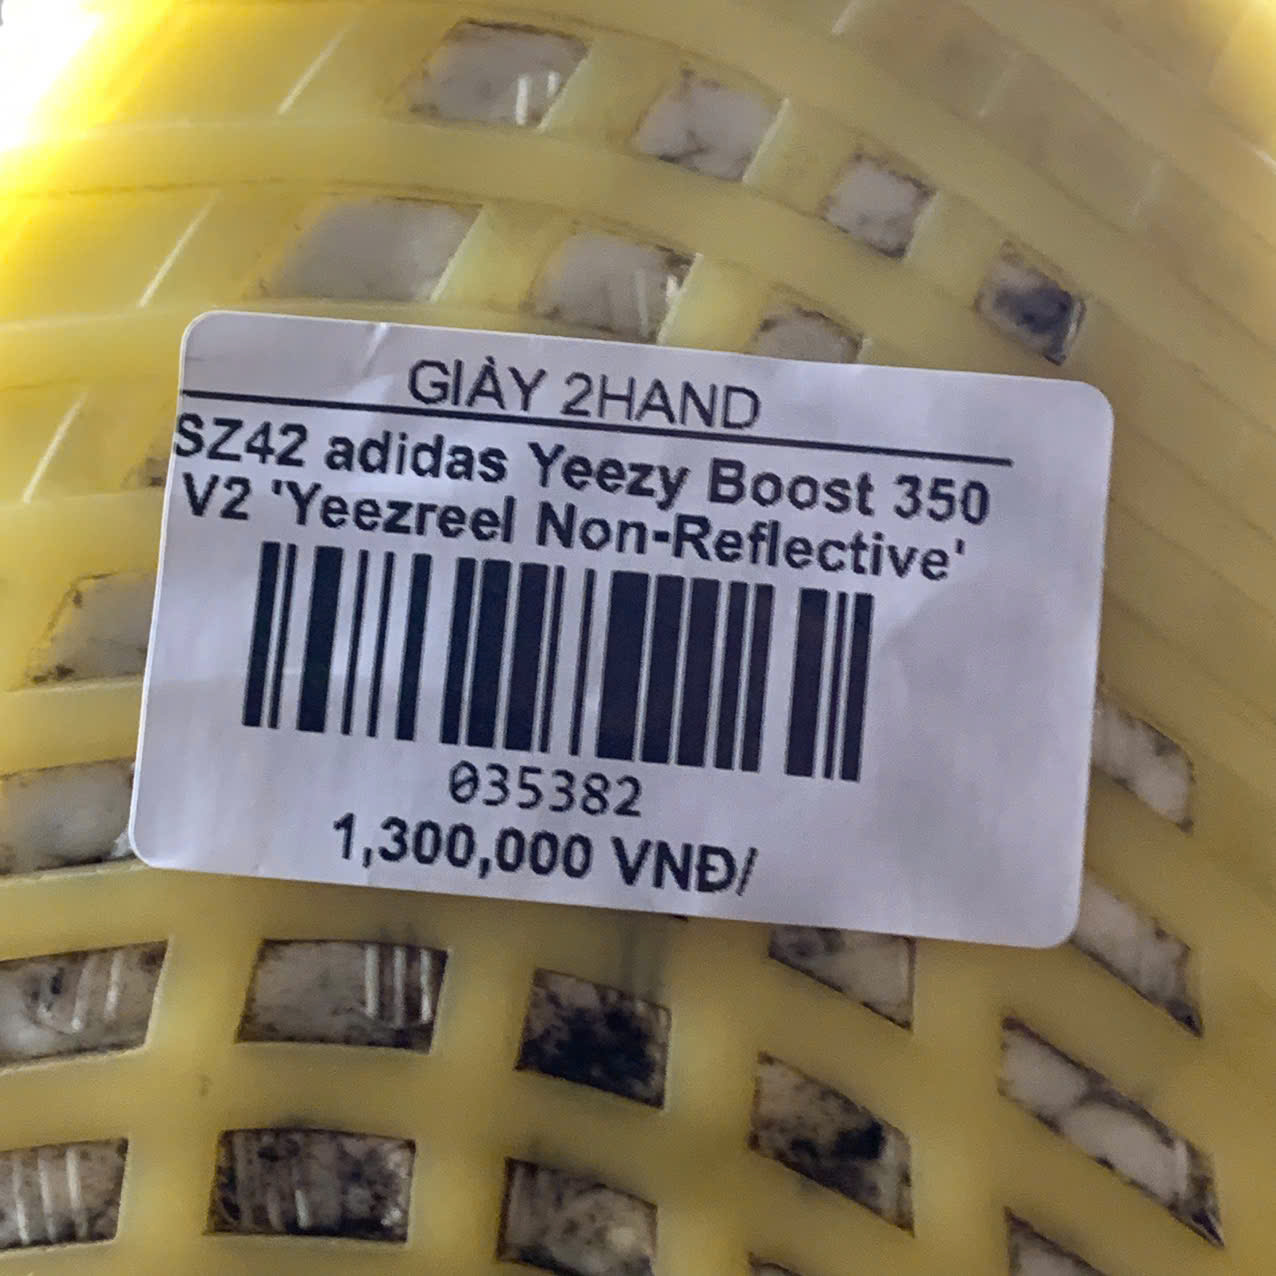 GIÀY 2HAND
SZ42 adidas Yeezy Boost 350
V2 'Yeezreel Non-Reflective'
035382
1,300,000 VNĐ/